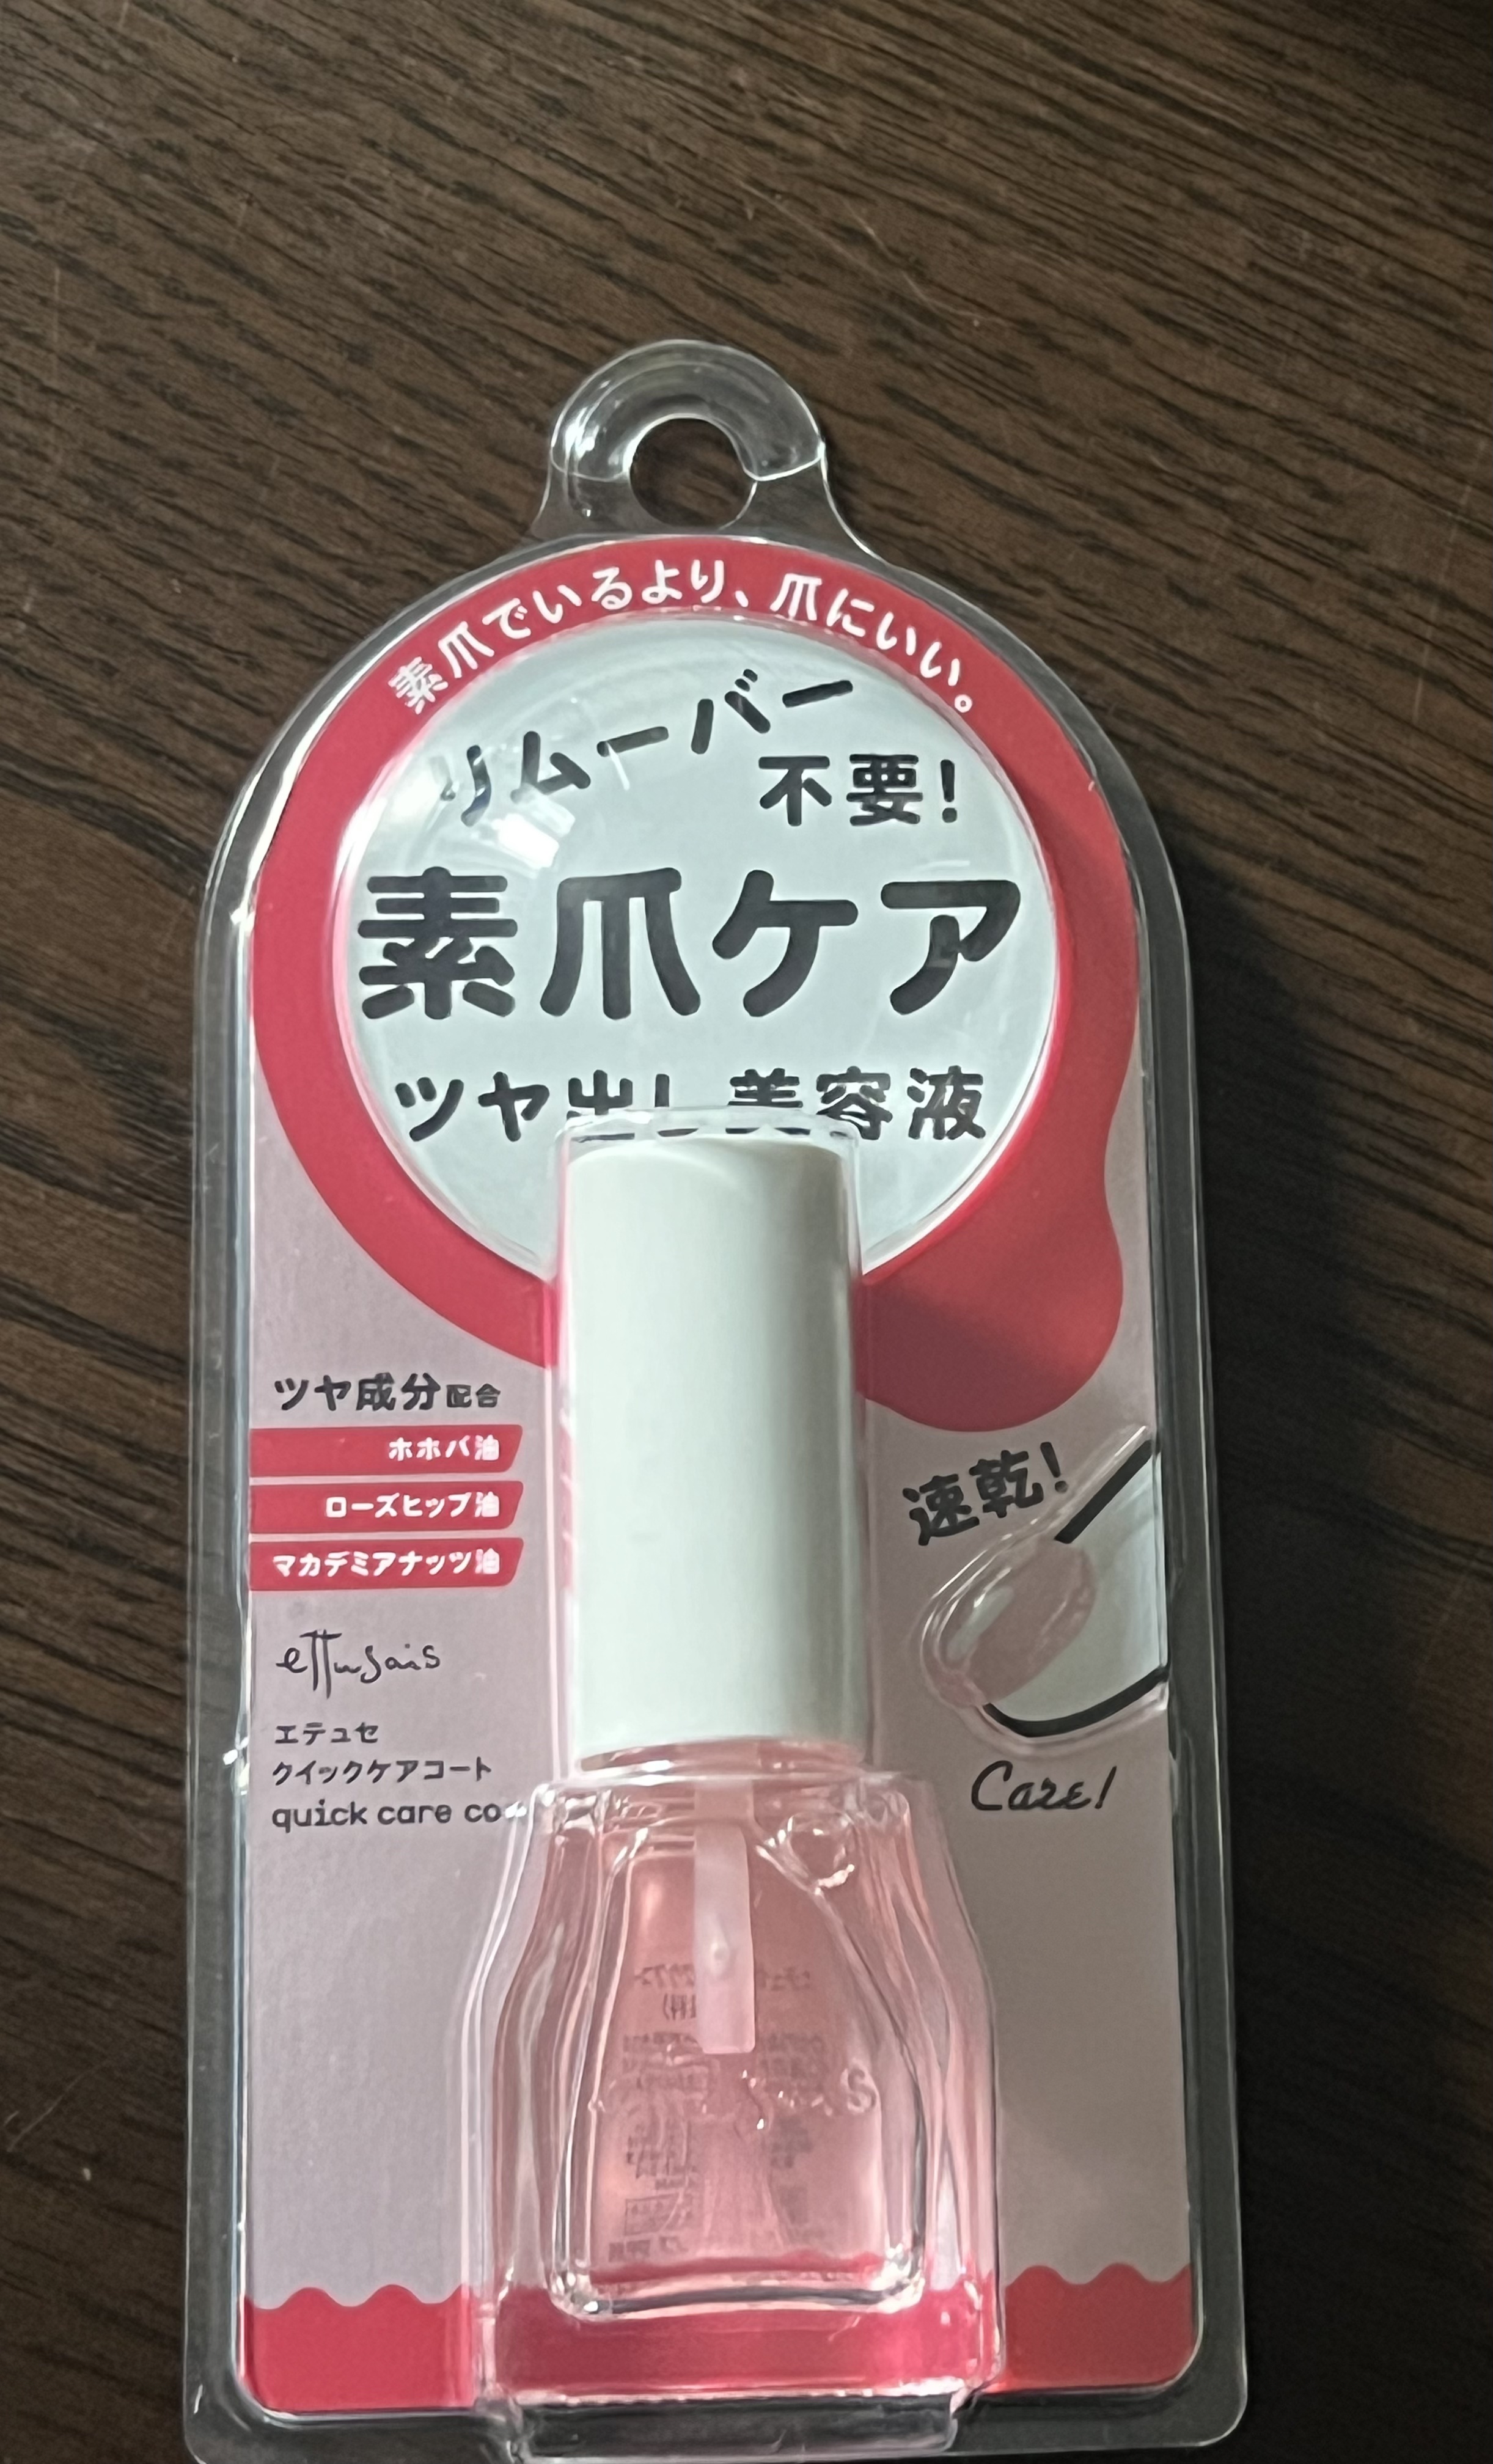 素爪でいるより、爪にいい。
リムーバー
不要!
素爪ケア
ツヤ出し美容液
ツヤ成分配合
ホホバ油
ローズヒップ油
マカデミアナッツ油
速乾!
ettusais
エテュセ
クイックケアコート
quick care co
Care!